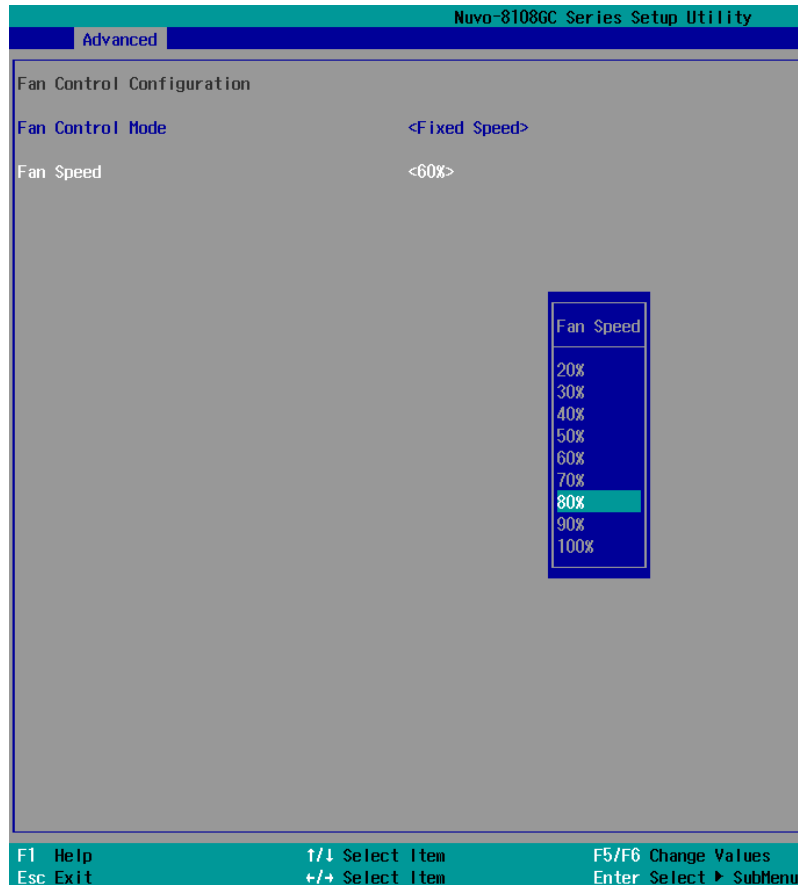 Nuvo-8108GC Series Setup Utility
Advanced
Fan Control Configuration
Fan Control Mode <Fixed Speed>
Fan Speed <60%>
Fan Speed
20%
30%
40%
50%
60%
70%
80%
90%
100%
F1 Help ↑/↓ Select Item F5/F6 Change Values
Esc Exit ←/→ Select Item Enter Select ▶ SubMenu